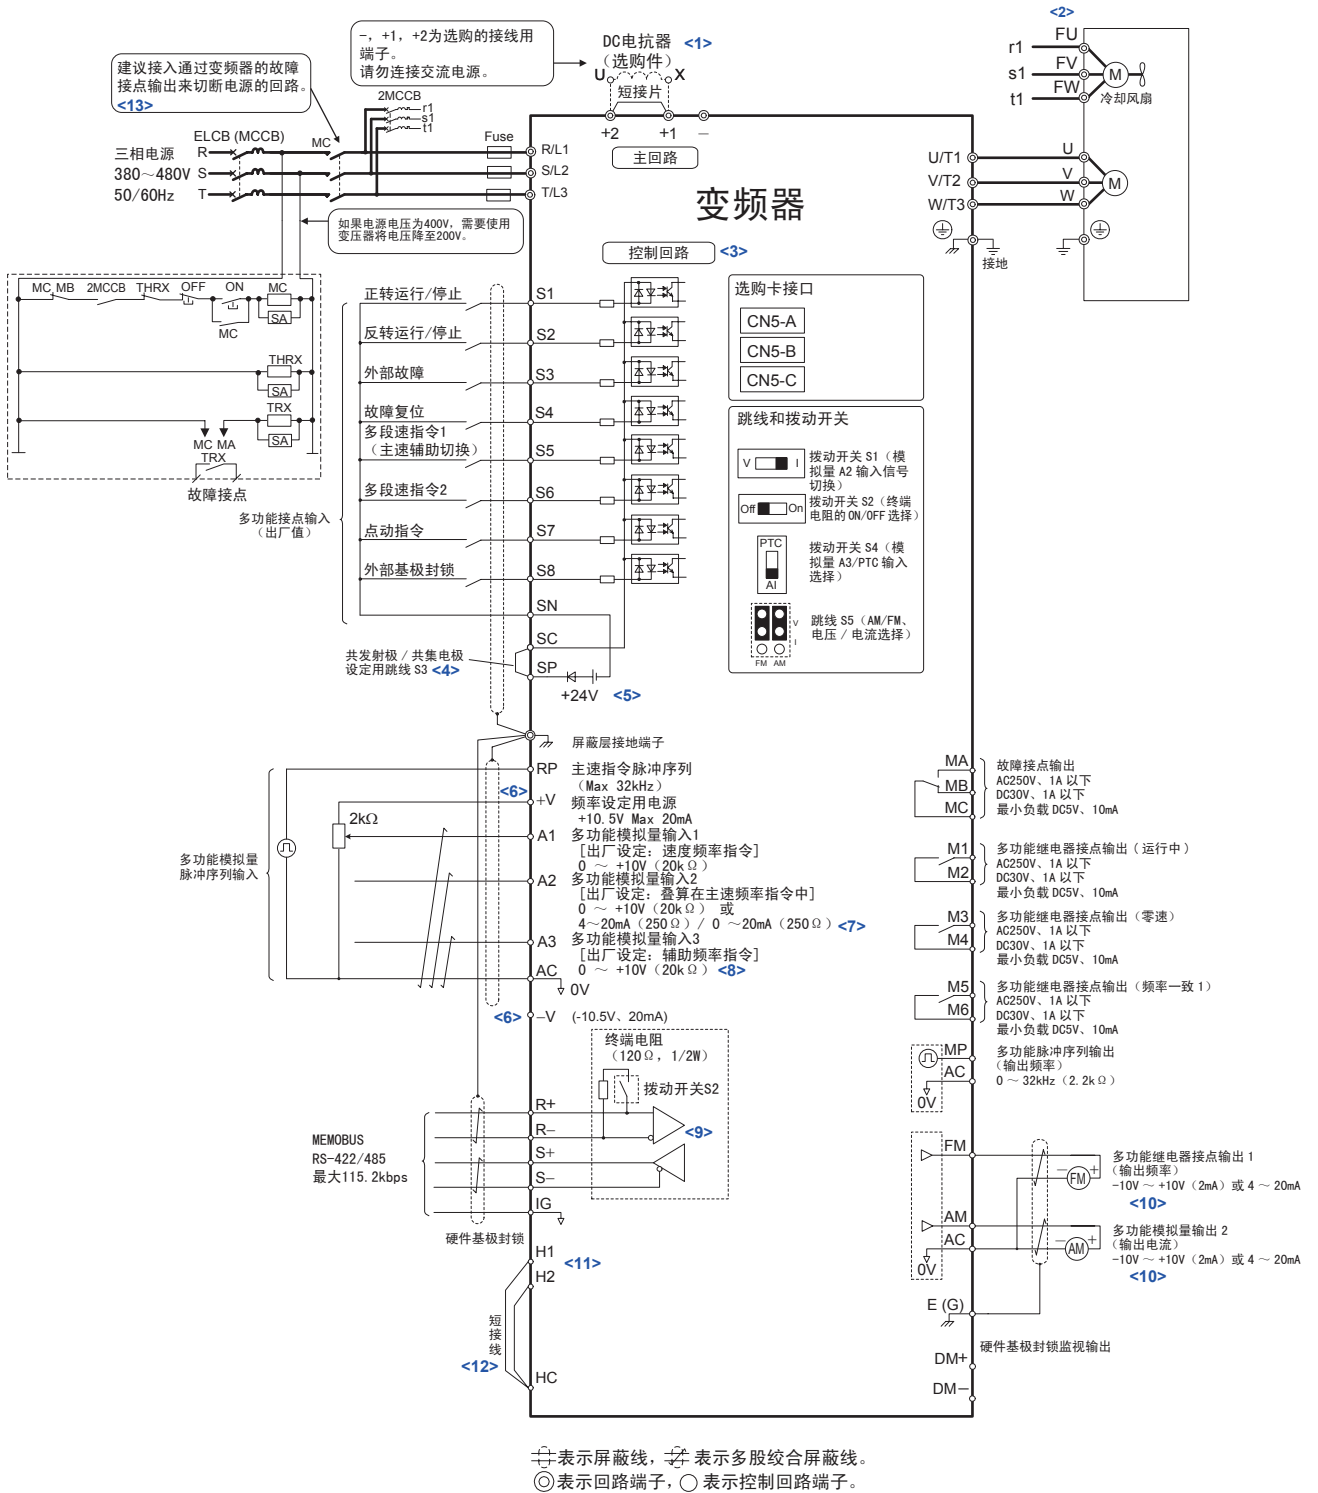 <2>
-，+1，+2为选购的接线用
端子。
请勿连接交流电源。
DC电抗器 <1>
（选购件）
U X
短接片
+2 +1 −
主回路
建议接入通过变频器的故障
接点输出来切断电源的回路。
<13>
2MCCB
r1
s1
t1
ELCB (MCCB)
MC
Fuse
三相电源 R
380～480V S
50/60Hz T
R/L1
S/L2
T/L3
如果电源电压为400V，需要使用
变压器将电压降至200V。
变频器
r1 FU
s1 FV
t1 FW
M
冷却风扇
U/T1 U
V/T2 V
W/T3 W
M
接地
控制回路 <3>
MC MB 2MCCB THRX OFF ON MC
SA
MC
THRX
SA
TRX
SA
MC MA
TRX
故障接点
多功能接点输入
（出厂值）
正转运行/停止 S1
反转运行/停止 S2
外部故障 S3
故障复位 S4
多段速指令1
（主速辅助切换） S5
多段速指令2 S6
点动指令 S7
外部基极封锁 S8
SN
SC
SP
共发射极 / 共集电极
设定用跳线 S3 <4>
+24V <5>
选购卡接口
CN5-A
CN5-B
CN5-C
跳线和拨动开关
V I
拨动开关 S1（模
拟量 A2 输入信号
切换）
Off On
拨动开关 S2（终端
电阻的 ON/OFF 选择）
PTC
AI
拨动开关 S4（模
拟量 A3/PTC 输入
选择）
V
I
FM AM
跳线 S5（AM/FM、
电压 / 电流选择）
屏蔽层接地端子
多功能模拟量
脉冲序列输入
2kΩ
<6>
RP 主速指令脉冲序列
（Max 32kHz）
+V 频率设定用电源
+10.5V Max 20mA
A1 多功能模拟量输入1
[出厂设定：速度频率指令]
0 ～ +10V（20kΩ）
A2 多功能模拟量输入2
[出厂设定：叠算在主速频率指令中]
0 ～ +10V（20kΩ） 或
4～20mA（250Ω）/ 0 ～20mA（250Ω）<7>
A3 多功能模拟量输入3
[出厂设定：辅助频率指令]
0 ～ +10V（20kΩ）<8>
AC
0V
<6> −V (-10.5V、20mA)
终端电阻
（120Ω，1/2W）
拨动开关S2
<9>
MEMOBUS
RS-422/485
最大115.2kbps
R+
R−
S+
S−
IG
硬件基极封锁
H1 <11>
H2
短
接
线
<12>
HC
MA
MB
MC
故障接点输出
AC250V、1A 以下
DC30V、1A 以下
最小负载 DC5V、10mA
M1
M2
多功能继电器接点输出（运行中）
AC250V、1A 以下
DC30V、1A 以下
最小负载 DC5V、10mA
M3
M4
多功能继电器接点输出（零速）
AC250V、1A 以下
DC30V、1A 以下
最小负载 DC5V、10mA
M5
M6
多功能继电器接点输出（频率一致 1）
AC250V、1A 以下
DC30V、1A 以下
最小负载 DC5V、10mA
MP
AC
0V
多功能脉冲序列输出
（输出频率）
0 ～ 32kHz（2.2kΩ）
FM
− FM +
多功能继电器接点输出 1
（输出频率）
-10V ～ +10V（2mA）或 4 ～ 20mA
<10>
AM
AC
0V
− AM +
多功能模拟量输出 2
（输出电流）
-10V ～ +10V（2mA）或 4 ～ 20mA
<10>
E (G)
硬件基极封锁监视输出
DM+
DM−
表示屏蔽线， 表示多股绞合屏蔽线。
表示回路端子， 表示控制回路端子。